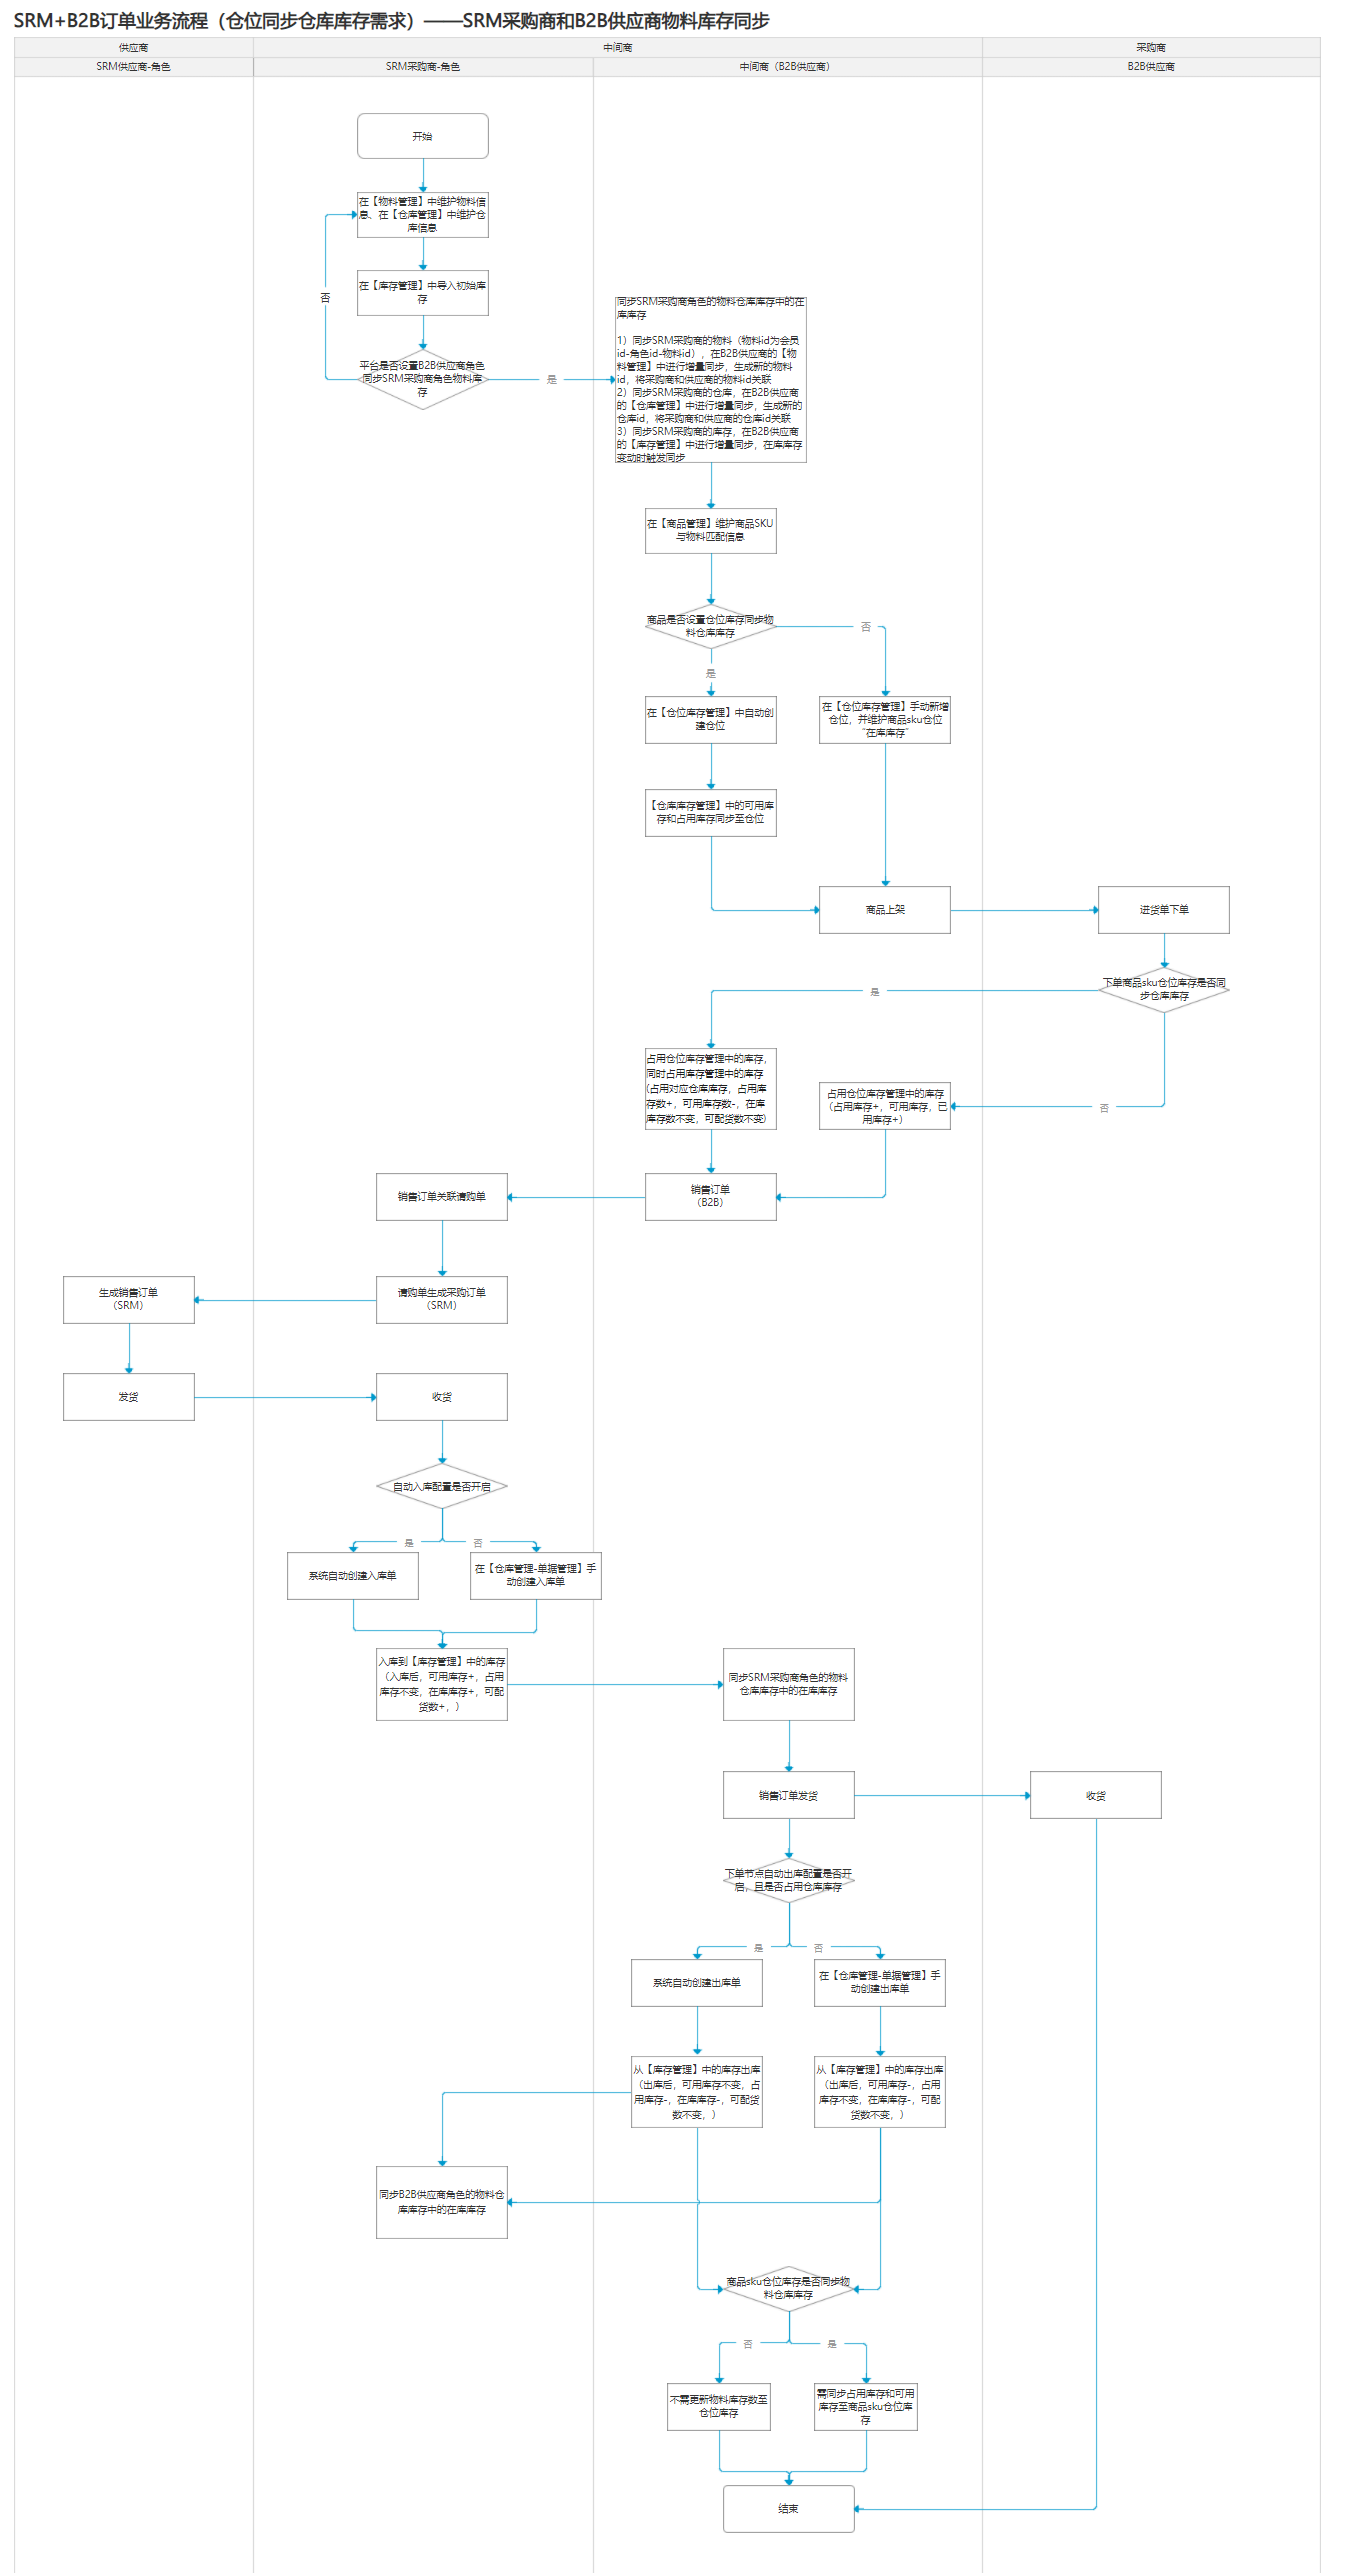 SRM+B2B订单业务流程（仓位同步仓库库存需求）——SRM采购商和B2B供应商物料库存同步
供应商
中间商
采购商
SRM供应商-角色
SRM采购商-角色
中间商（B2B供应商）
B2B供应商
开始
在【物料管理】中维护物料信
息、在【仓库管理】中维护仓
库信息
在【库存管理】中导入初始库
存
否
平台是否设置B2B供应商角色
同步SRM采购商角色物料库
存
是
同步SRM采购商角色的物料仓库库存中的在
库库存
1）同步SRM采购商的物料（物料id为会员
id-角色id-物料id），在B2B供应商的【物
料管理】中进行增量同步，生成新的物料
id，将采购商和供应商的物料id关联
2）同步SRM采购商的仓库，在B2B供应商
的【仓库管理】中进行增量同步，生成新的
仓库id，将采购商和供应商的仓库id关联
3）同步SRM采购商的库存，在B2B供应商
的【库存管理】中进行增量同步，在库库存
变动时触发同步
在【商品管理】维护商品SKU
与物料匹配信息
商品是否设置仓位库存同步物
料仓库库存
否
是
在【仓位库存管理】中自动创
建仓位
在【仓位库存管理】手动新增
仓位，并维护商品sku仓位
“在库库存”
【仓库库存管理】中的可用库
存和占用库存同步至仓位
商品上架
进货单下单
下单商品sku仓位库存是否同
步仓库库存
是
占用仓位库存管理中的库存，
同时占用库存管理中的库存
(占用对应仓库库存，占用库
存数+，可用库存数-，在库
库存数不变，可配货数不变)
占用仓位库存管理中的库存
（占用库存+，可用库存，已
用库存+）
否
销售订单关联请购单
销售订单
（B2B）
生成销售订单
（SRM）
请购单生成采购订单
（SRM）
发货
收货
自动入库配置是否开启
是
否
系统自动创建入库单
在【仓库管理-单据管理】手
动创建入库单
入库到【库存管理】中的库存
（入库后，可用库存+，占用
库存不变，在库库存+，可配
货数+，）
同步SRM采购商角色的物料
仓库库存中的在库库存
销售订单发货
收货
下单节点自动出库配置是否开
启，且是否占用仓库库存
是
否
系统自动创建出库单
在【仓库管理-单据管理】手
动创建出库单
从【库存管理】中的库存出库
（出库后，可用库存不变，占
用库存-，在库库存-，可配货
数不变，）
从【库存管理】中的库存出库
（出库后，可用库存-，占用
库存不变，在库库存-，可配
货数不变，）
同步B2B供应商角色的物料仓
库库存中的在库库存
商品sku仓位库存是否同步物
料仓库库存
否
是
不需更新物料库存数至
仓位库存
需同步占用库存和可用
库存至商品sku仓位库
存
结束